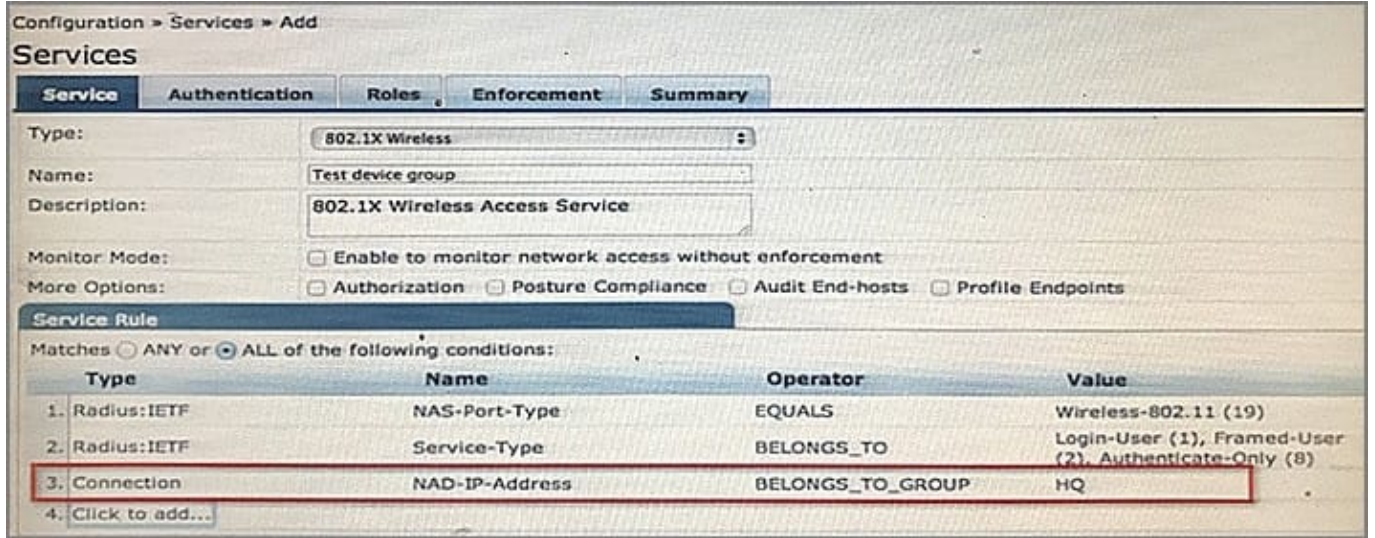 Configuration » Services » Add
Services
Service Authentication Roles Enforcement Summary
Type: 802.1X Wireless
Name: Test device group
Description: 802.1X Wireless Access Service
Monitor Mode: Enable to monitor network access without enforcement
More Options: Authorization Posture Compliance Audit End-hosts Profile Endpoints
Service Rule
Matches ANY or ALL of the following conditions:
Type Name Operator Value
1. Radius:IETF NAS-Port-Type EQUALS Wireless-802.11 (19)
2. Radius:IETF Service-Type BELONGS_TO Login-User (1), Framed-User
(2), Authenticate-Only (8)
3. Connection NAD-IP-Address BELONGS_TO_GROUP HQ
4. Click to add...